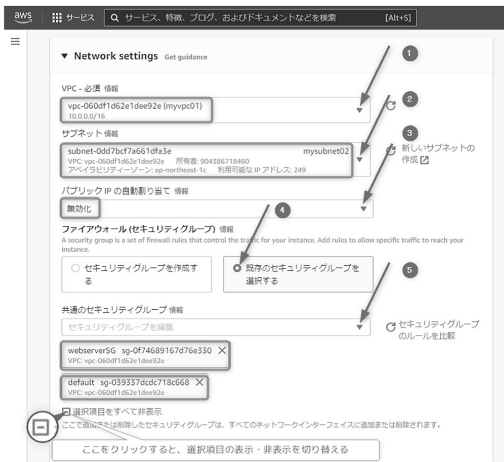 aws
サービス
サービス、特徴、ブログ、およびドキュメントなどを検索
[Alt+S]
▼ Network settings Get guidance
1
VPC - 必須 情報
vpc-060df1d62e1dee92e (myvpc01)
10.0.0.0/16
2
サブネット 情報
3
subnet-0dd7bcf7a661dfa3e mysubnet02
VPC: vpc-060df1d62e1dee92e 所有者: 904386718460
アベイラビリティーゾーン: ap-northeast-1c 利用可能な IP アドレス: 249
新しいサブネットの
作成
パブリック IP の自動割り当て 情報
無効化
4
ファイアウォール (セキュリティグループ) 情報
A security group is a set of firewall rules that control the traffic for your instance. Add rules to allow specific traffic to reach your
instance.
セキュリティグループを作成す
る
既存のセキュリティグループを
選択する
5
共通のセキュリティグループ 情報
セキュリティグループを編集
セキュリティグループ
のルールを比較
webserverSG sg-0f74689167d76e330 ×
VPC: vpc-060df1d62e1dee92e
default sg-039337dcdc718c668 ×
VPC: vpc-060df1d62e1dee92e
選択項目をすべて非表示
ここで追加または削除したセキュリティグループは、すべてのネットワークインターフェイスに追加または削除されます。
ここをクリックすると、選択項目の表示・非表示を切り替える